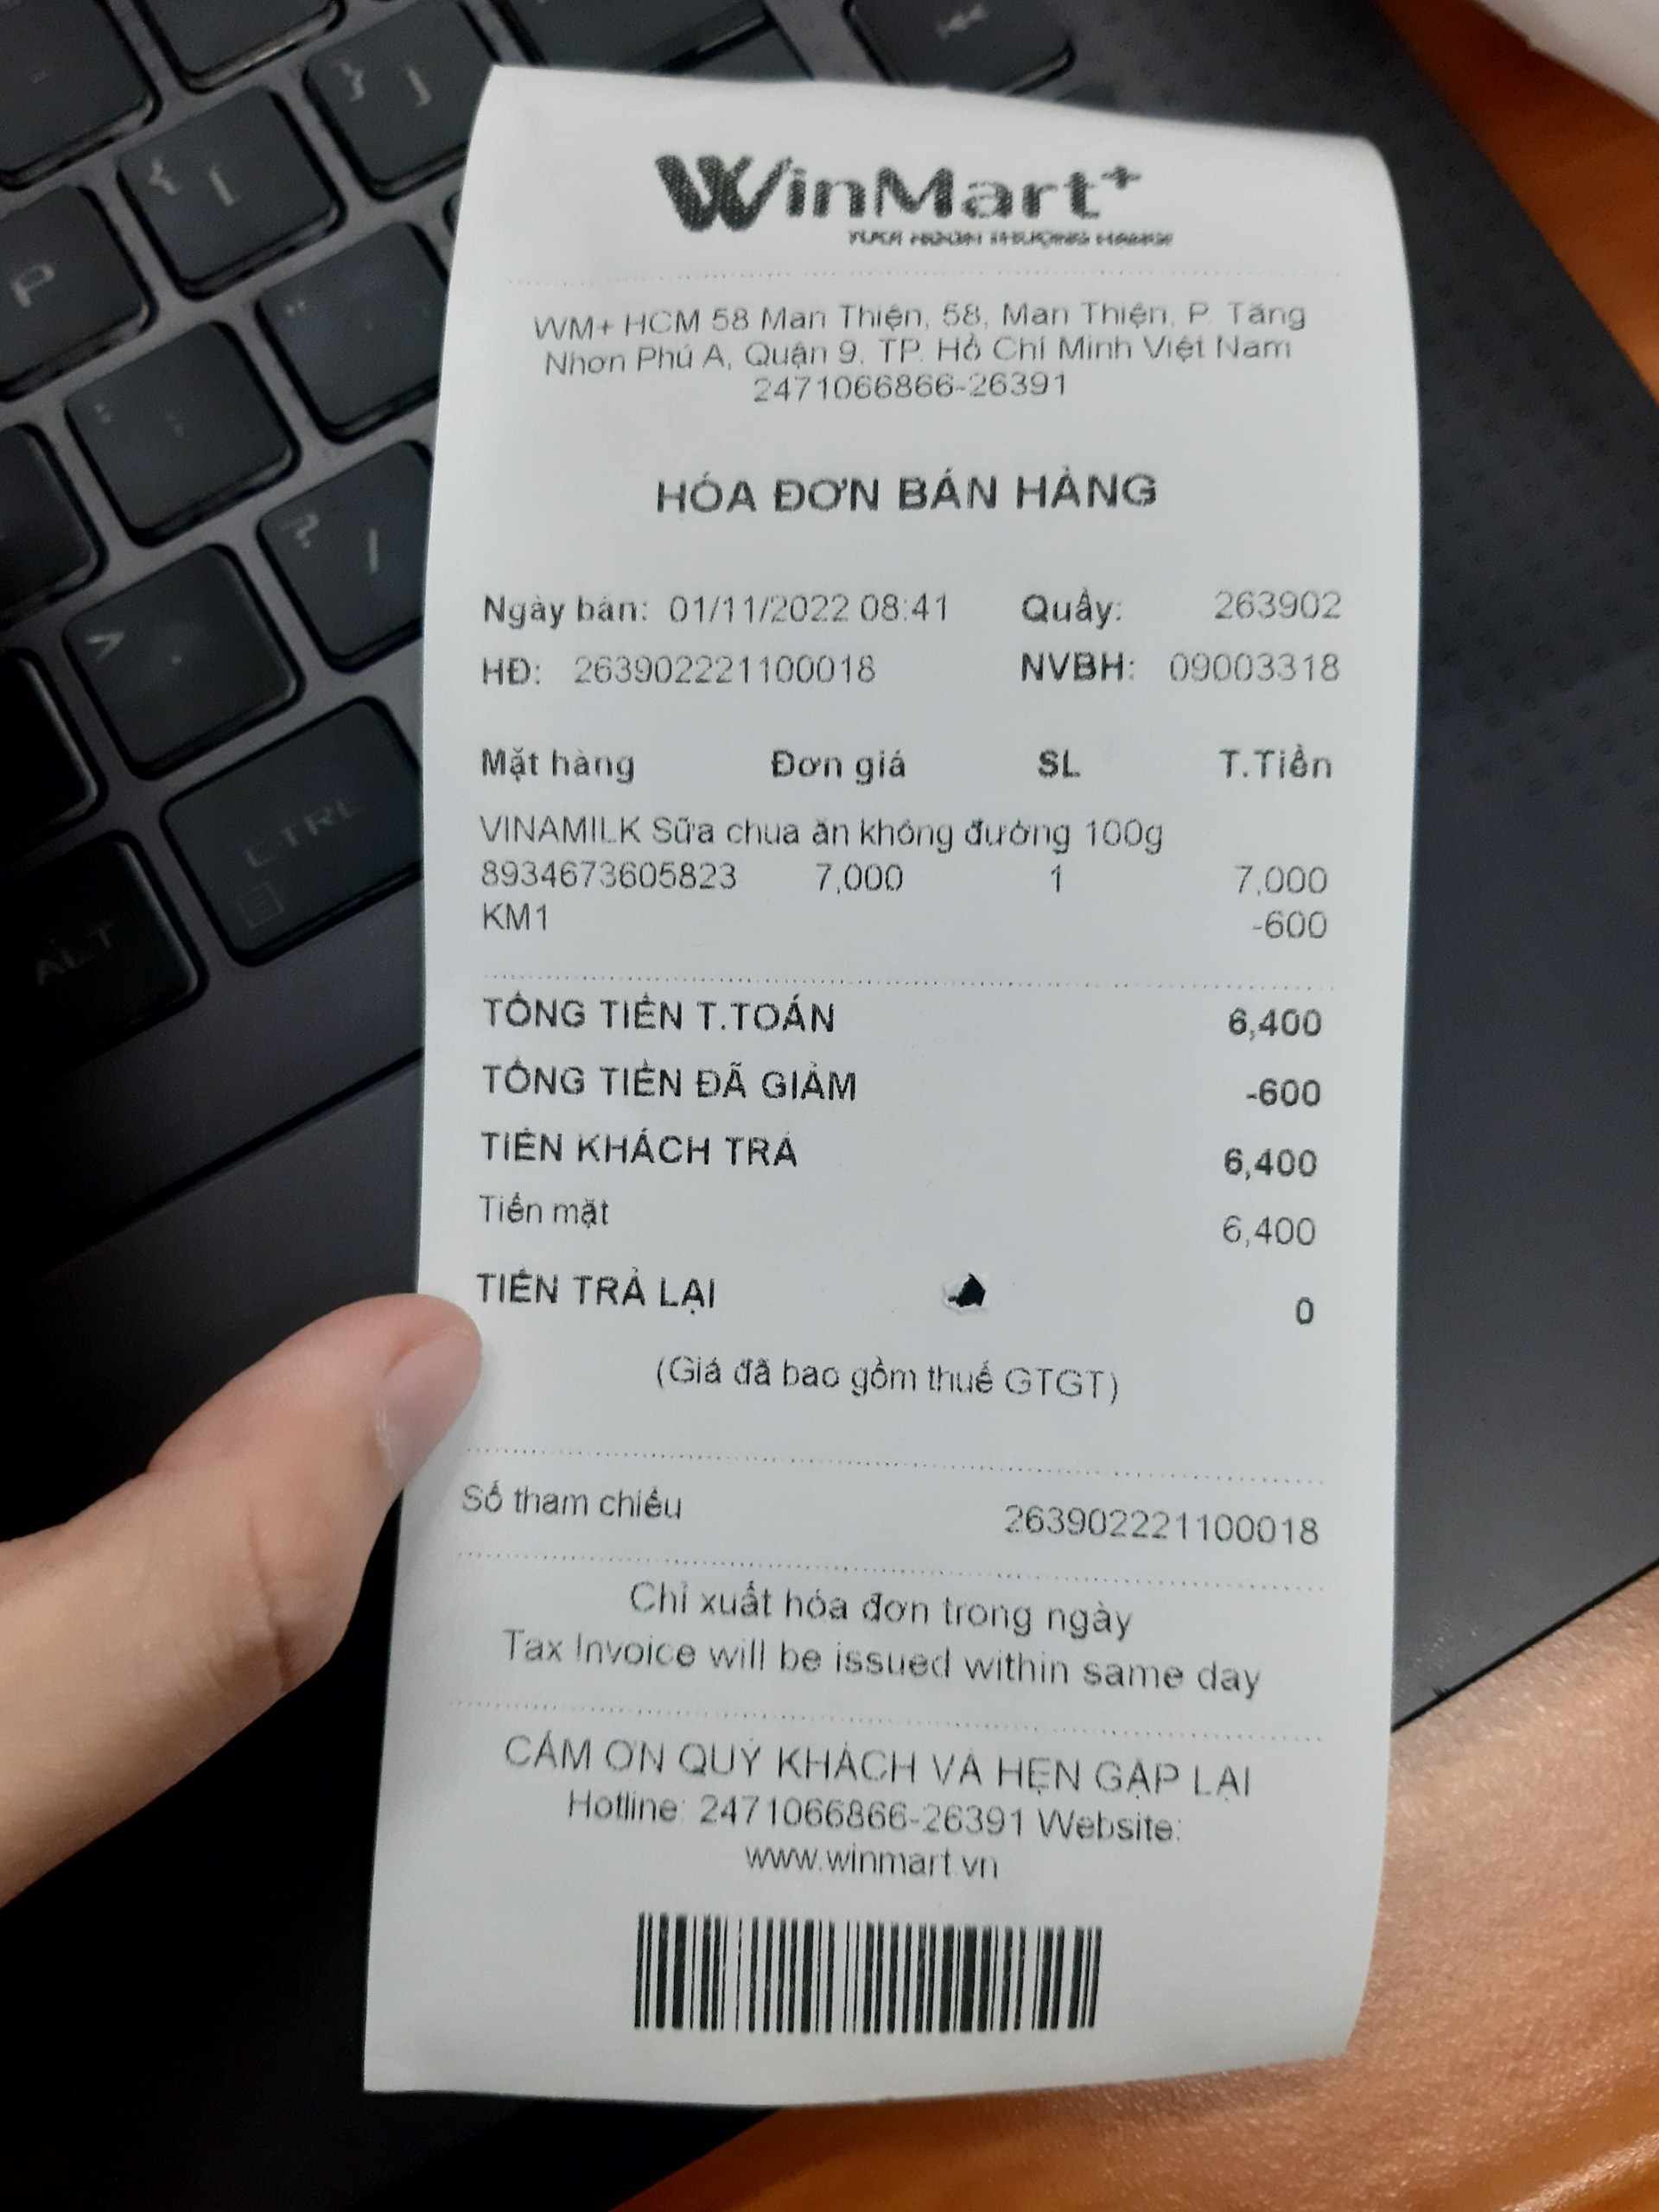 WinMart+
TƯƠI NGON THƯỢNG HẠNG
WM+ HCM 58 Man Thiện, 58, Man Thiện, P. Tăng
Nhơn Phú A, Quận 9, TP. Hồ Chí Minh Việt Nam
2471066866-26391
HÓA ĐƠN BÁN HÀNG
Ngày bán: 01/11/2022 08:41 Quầy: 263902
HĐ: 263902221100018 NVBH: 09003318
Mặt hàng Đơn giá SL T.Tiền
VINAMILK Sữa chua ăn không đường 100g
8934673605823 7,000 1 7,000
KM1 -600
TỔNG TIỀN T.TOÁN 6,400
TỔNG TIỀN ĐÃ GIẢM -600
TIỀN KHÁCH TRẢ 6,400
Tiền mặt 6,400
TIỀN TRẢ LẠI 0
(Giá đã bao gồm thuế GTGT)
Số tham chiếu 263902221100018
Chỉ xuất hóa đơn trong ngày
Tax Invoice will be issued within same day
CẢM ƠN QUÝ KHÁCH VÀ HẸN GẶP LẠI
Hotline: 2471066866-26391 Website:
www.winmart.vn
P
{ [
} ]
? /
>
CTRL
ALT